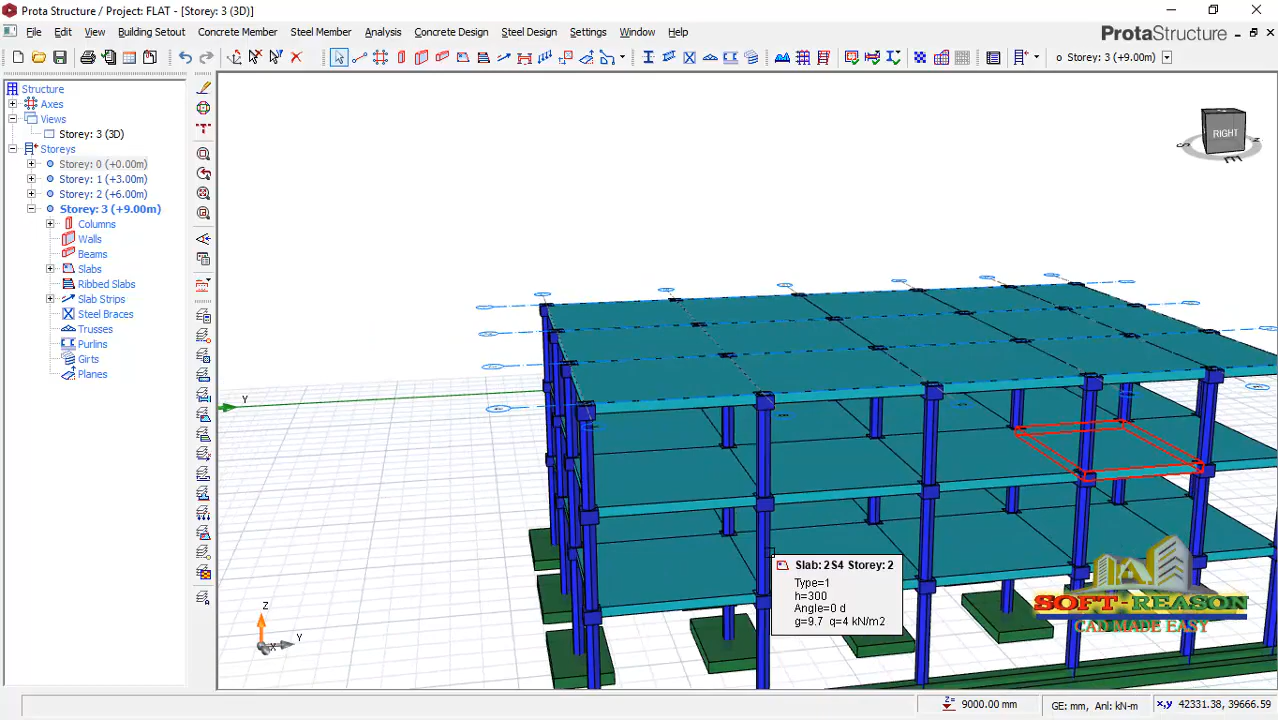 Prota Structure / Project: FLAT - [Storey: 3 (3D)]
File Edit View Building Setout Concrete Member Steel Member Analysis Concrete Design Steel Design Settings Window Help
ProtaStructure
o Storey: 3 (+9.00m)
Structure
Axes
Views
Storey: 3 (3D)
Storeys
Storey: 0 (+0.00m)
Storey: 1 (+3.00m)
Storey: 2 (+6.00m)
Storey: 3 (+9.00m)
Columns
Walls
Beams
Slabs
Ribbed Slabs
Slab Strips
Steel Braces
Trusses
Purlins
Girts
Planes
RIGHT
S
E
N
Y
Slab: 2S4 Storey: 2
Type=1
h=300
Angle=0 d
g=9.7 q=4 kN/m2
SOFT-REASON
CAD MADE EASY
Z
X
Y
Z=
9000.00 mm
GE: mm, Anl: kN-m
x,y 42331.38, 39666.59